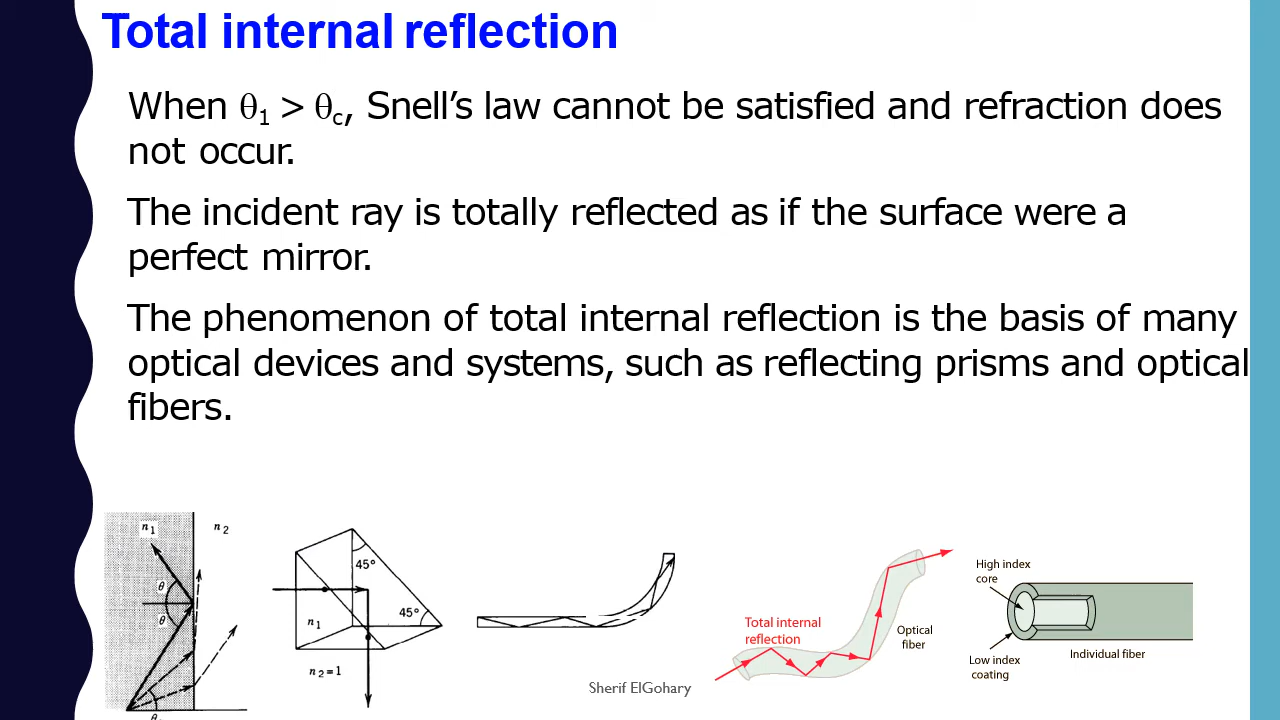 Total internal reflection
When θ₁ > θc, Snell’s law cannot be satisfied and refraction does
not occur.
The incident ray is totally reflected as if the surface were a
perfect mirror.
The phenomenon of total internal reflection is the basis of many
optical devices and systems, such as reflecting prisms and optical
fibers.
n₁
n₂
θ
θ
45°
45°
n₁
n₂=1
Total internal
reflection
Optical
fiber
High index
core
Low index
coating
Individual fiber
Sherif ElGohary